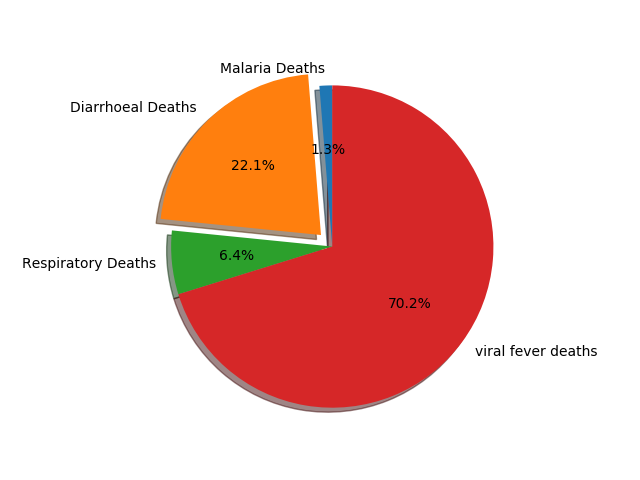 Malaria Deaths
Diarrhoeal Deaths
1.3%
22.1%
6.4%
Respiratory Deaths
70.2%
viral fever deaths